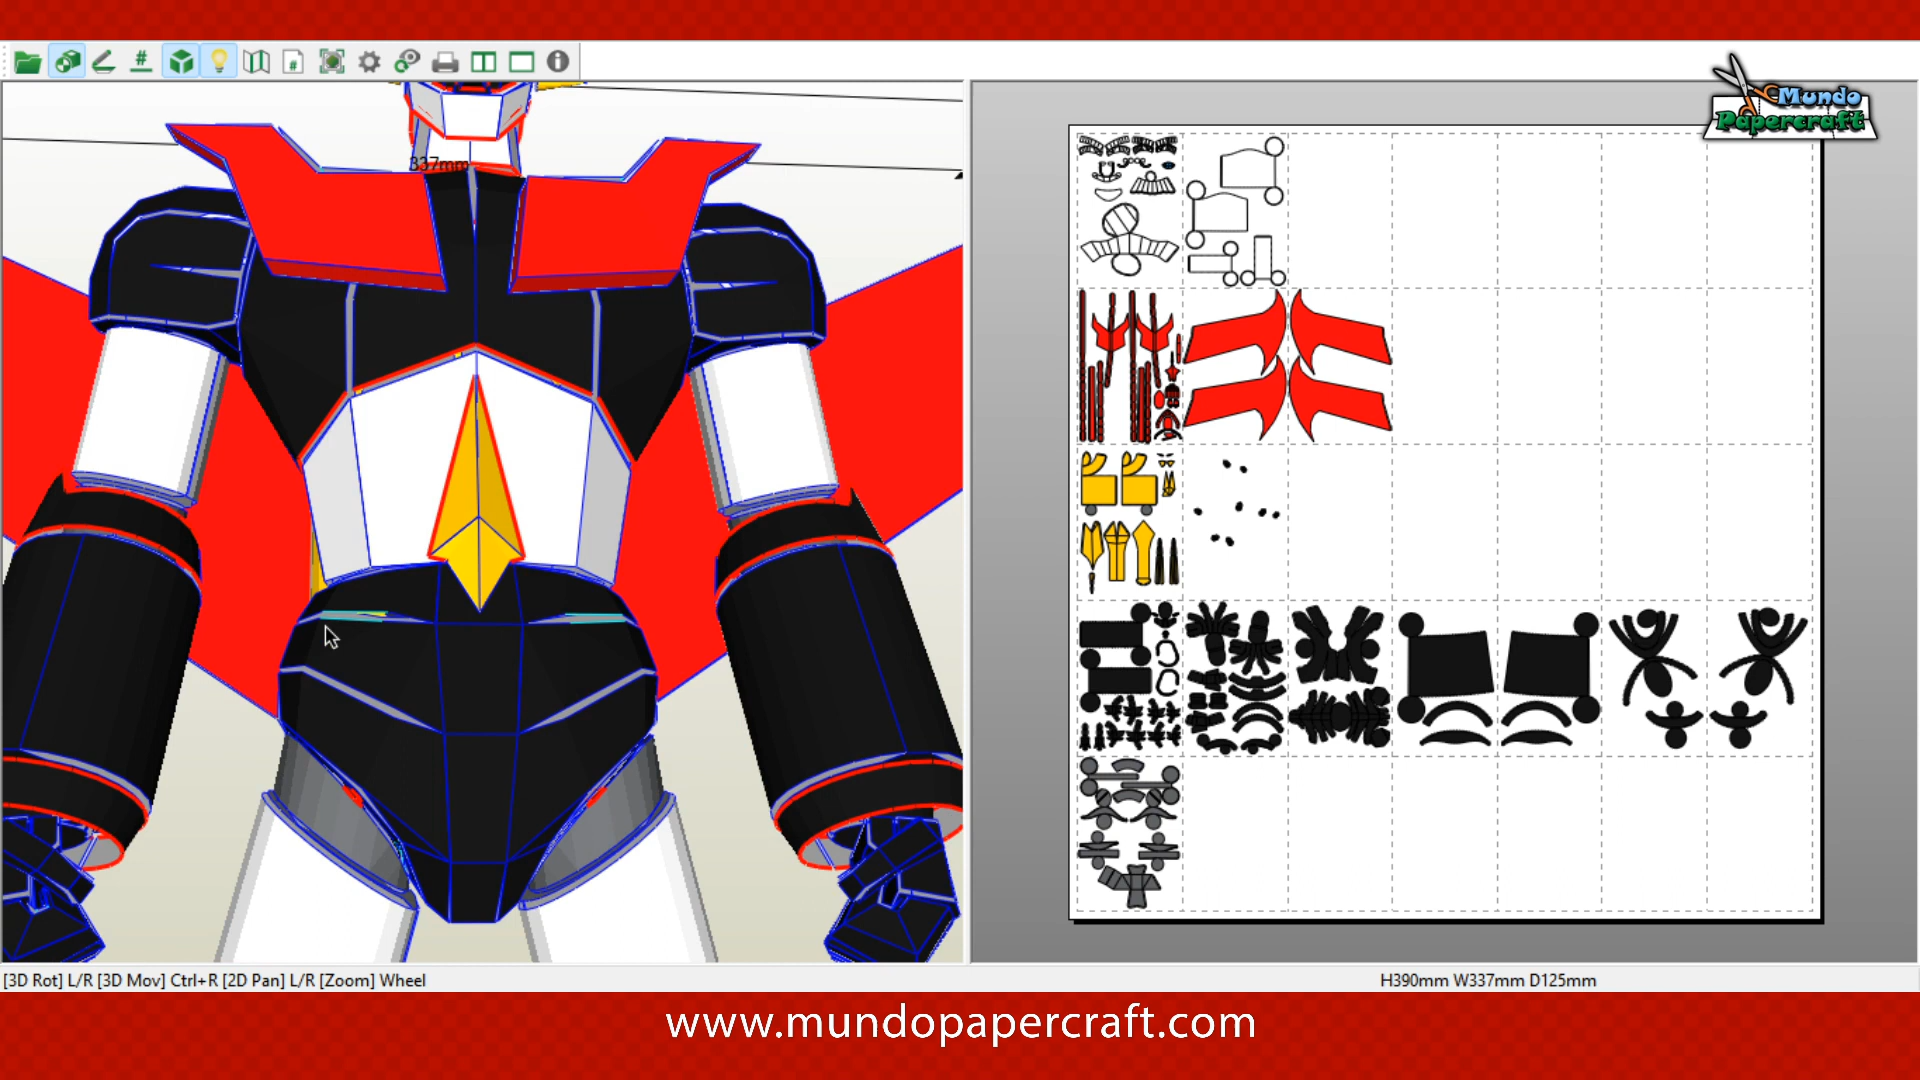 #
#
Mundo
Papercraft
337mm
[3D Rot] L/R [3D Mov] Ctrl+R [2D Pan] L/R [Zoom] Wheel
H390mm W337mm D125mm
www.mundopapercraft.com